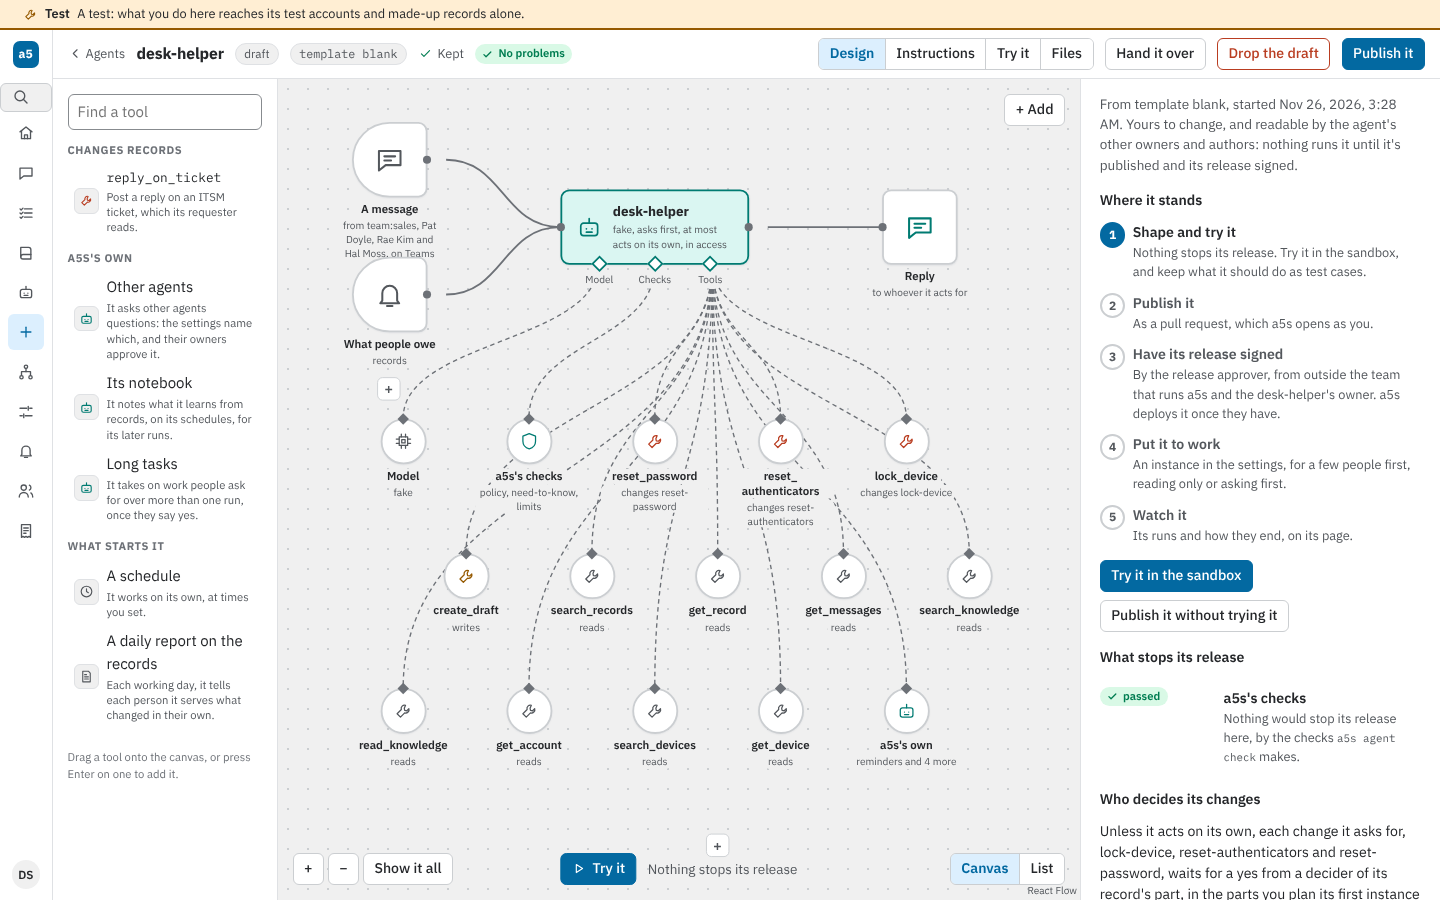 Test A test: what you do here reaches its test accounts and made-up records alone.
a5
Agents
desk-helper
draft
template blank
Kept
No problems
Design
Instructions
Try it
Files
Hand it over
Drop the draft
Publish it
Find a tool
CHANGES RECORDS
reply_on_ticket
Post a reply on an ITSM
ticket, which its requester
reads.
A5S'S OWN
Other agents
It asks other agents
questions: the settings name
which, and their owners
approve it.
Its notebook
It notes what it learns from
records, on its schedules, for
its later runs.
Long tasks
It takes on work people ask
for over more than one run,
once they say yes.
WHAT STARTS IT
A schedule
It works on its own, at times
you set.
A daily report on the
records
Each working day, it tells
each person it serves what
changed in their own.
Drag a tool onto the canvas, or press
Enter on one to add it.
DS
+ Add
A message
from team:sales, Pat
Doyle, Rae Kim and
Hal Moss, on Teams
What people owe
records
+
desk-helper
fake, asks first, at most
acts on its own, in access
Model
Checks
Tools
Reply
to whoever it acts for
Model
fake
a5s's checks
policy, need-to-know,
limits
reset_password
changes reset-
password
reset_
authenticators
changes reset-
authenticators
lock_device
changes lock-device
create_draft
writes
search_records
reads
get_record
reads
get_messages
reads
search_knowledge
reads
read_knowledge
reads
get_account
reads
search_devices
reads
get_device
reads
a5s's own
reminders and 4 more
+
+
−
Show it all
Try it
Nothing stops its release
Canvas
List
React Flow
From template blank, started Nov 26, 2026, 3:28
AM. Yours to change, and readable by the agent's
other owners and authors: nothing runs it until it's
published and its release signed.
Where it stands
1
Shape and try it
Nothing stops its release. Try it in the sandbox,
and keep what it should do as test cases.
2
Publish it
As a pull request, which a5s opens as you.
3
Have its release signed
By the release approver, from outside the team
that runs a5s and the desk-helper's owner. a5s
deploys it once they have.
4
Put it to work
An instance in the settings, for a few people first,
reading only or asking first.
5
Watch it
Its runs and how they end, on its page.
Try it in the sandbox
Publish it without trying it
What stops its release
passed
a5s's checks
Nothing would stop its release
here, by the checks a5s agent
check makes.
Who decides its changes
Unless it acts on its own, each change it asks for,
lock-device, reset-authenticators and reset-
password, waits for a yes from a decider of its
record's part, in the parts you plan its first instance